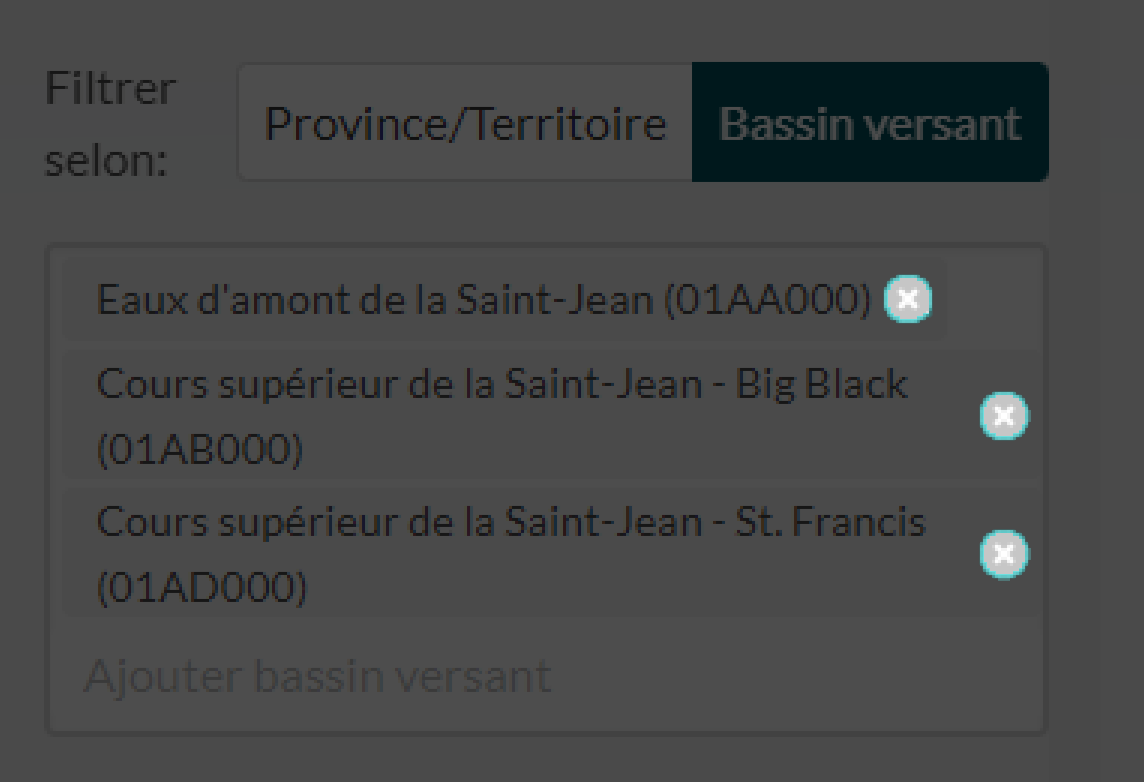 Filtrer
selon:
Province/Territoire
Bassin versant
Eaux d'amont de la Saint-Jean (01AA000)
Cours supérieur de la Saint-Jean - Big Black
(01AB000)
Cours supérieur de la Saint-Jean - St. Francis
(01AD000)
Ajouter bassin versant